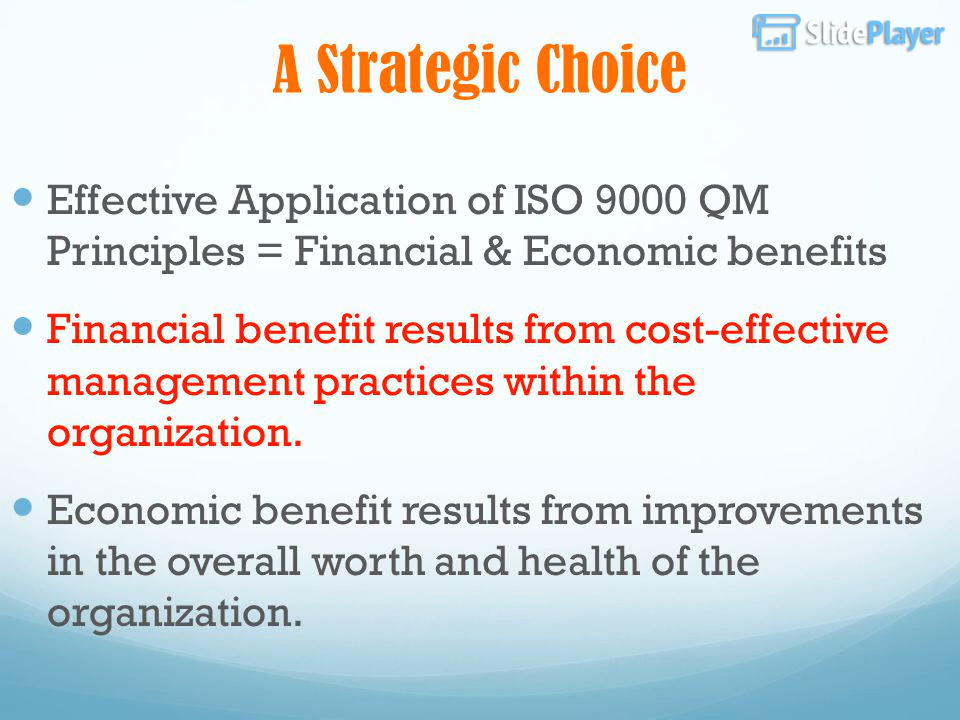 SlidePlayer
A Strategic Choice
Effective Application of ISO 9000 QM
Principles = Financial & Economic benefits
Financial benefit results from cost-effective
management practices within the
organization.
Economic benefit results from improvements
in the overall worth and health of the
organization.